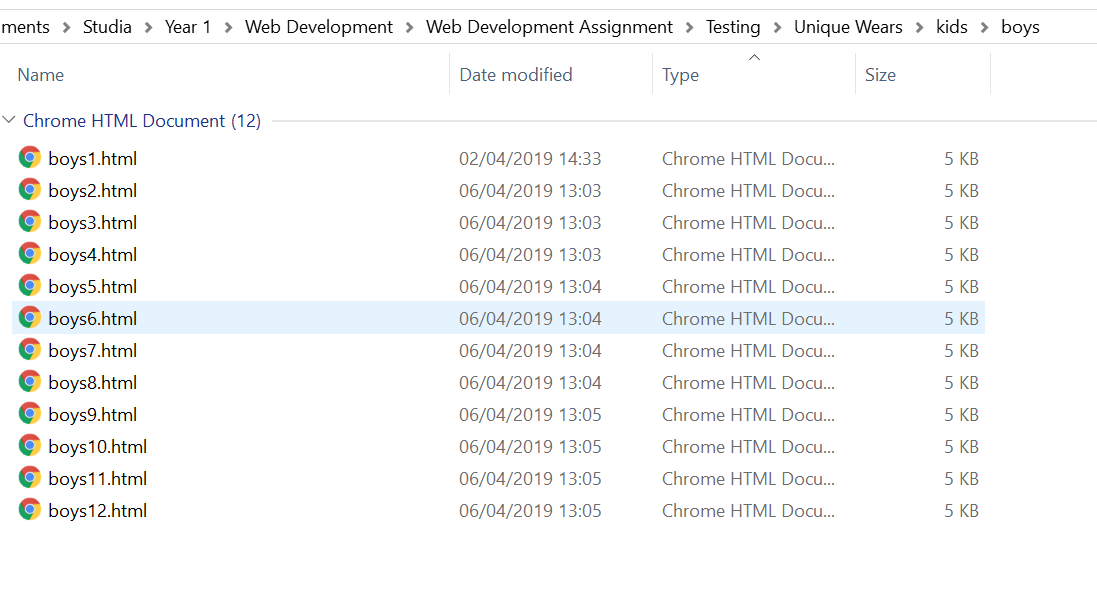 ments > Studia > Year 1 > Web Development > Web Development Assignment > Testing > Unique Wears > kids > boys
Name Date modified Type Size
Chrome HTML Document (12)
boys1.html 02/04/2019 14:33 Chrome HTML Docu... 5 KB
boys2.html 06/04/2019 13:03 Chrome HTML Docu... 5 KB
boys3.html 06/04/2019 13:03 Chrome HTML Docu... 5 KB
boys4.html 06/04/2019 13:03 Chrome HTML Docu... 5 KB
boys5.html 06/04/2019 13:04 Chrome HTML Docu... 5 KB
boys6.html 06/04/2019 13:04 Chrome HTML Docu... 5 KB
boys7.html 06/04/2019 13:04 Chrome HTML Docu... 5 KB
boys8.html 06/04/2019 13:04 Chrome HTML Docu... 5 KB
boys9.html 06/04/2019 13:05 Chrome HTML Docu... 5 KB
boys10.html 06/04/2019 13:05 Chrome HTML Docu... 5 KB
boys11.html 06/04/2019 13:05 Chrome HTML Docu... 5 KB
boys12.html 06/04/2019 13:05 Chrome HTML Docu... 5 KB